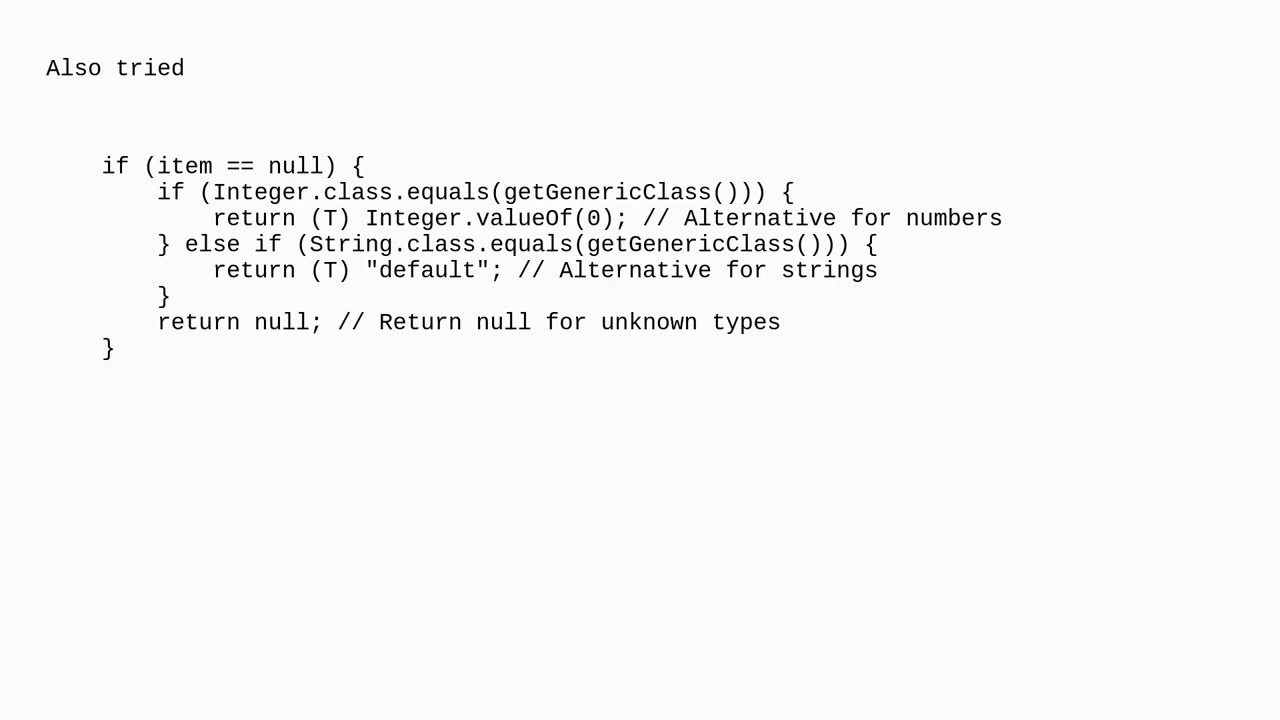 Also tried
if (item == null) {
if (Integer.class.equals(getGenericClass())) {
return (T) Integer.valueOf(0); // Alternative for numbers
} else if (String.class.equals(getGenericClass())) {
return (T) "default"; // Alternative for strings
}
return null; // Return null for unknown types
}